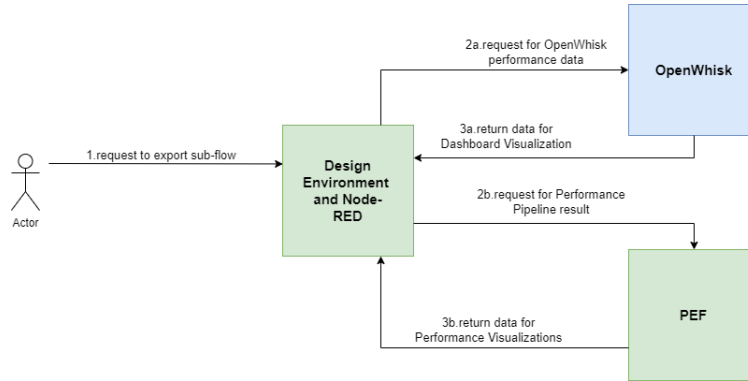 2a.request for OpenWhisk
performance data
OpenWhisk
1.request to export sub-flow
3a.return data for
Dashboard Visualization
Design
Environment
and Node-
RED
Actor
2b.request for Performance
Pipeline result
PEF
3b.return data for
Performance Visualizations